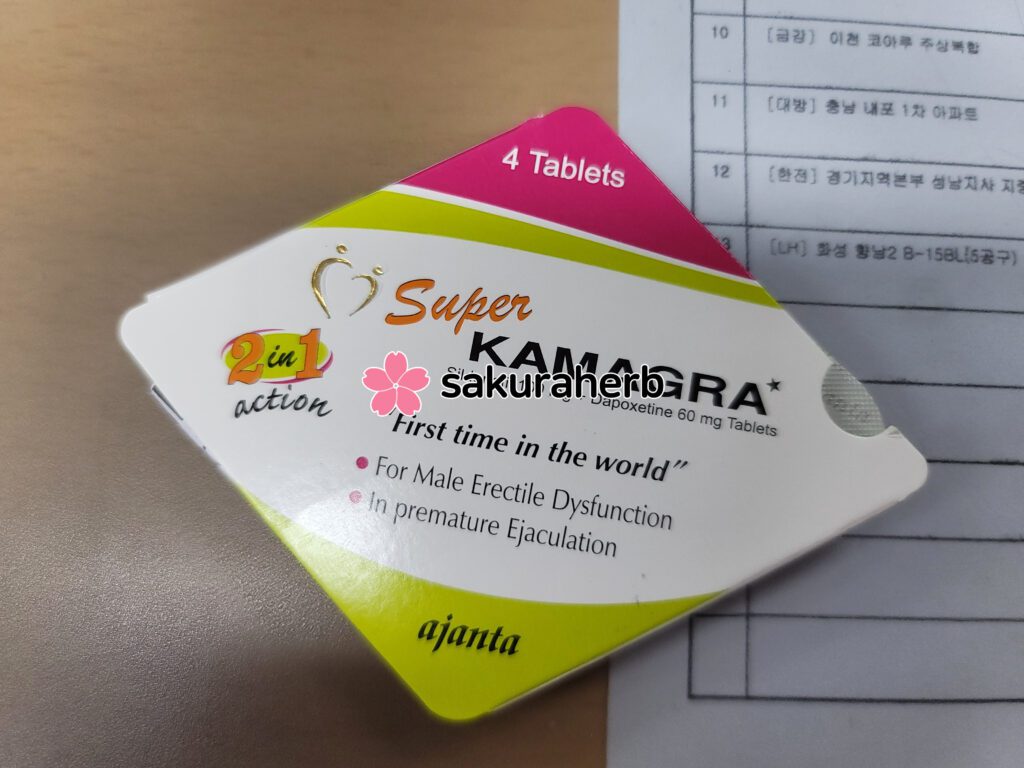 4 Tablets
Super
KAMAGRA*
2 in 1
action
sakuraherb
Dapoxetine 60 mg Tablets
"First time in the world"
For Male Erectile Dysfunction
In premature Ejaculation
ajanta
10 [금강] 이천 코아루 주상복합
11 [대방] 충남 내포 1차 아파트
12 [한전] 경기지역본부 성남지사
[LH] 화성 향남2 B-15BL(5공구)